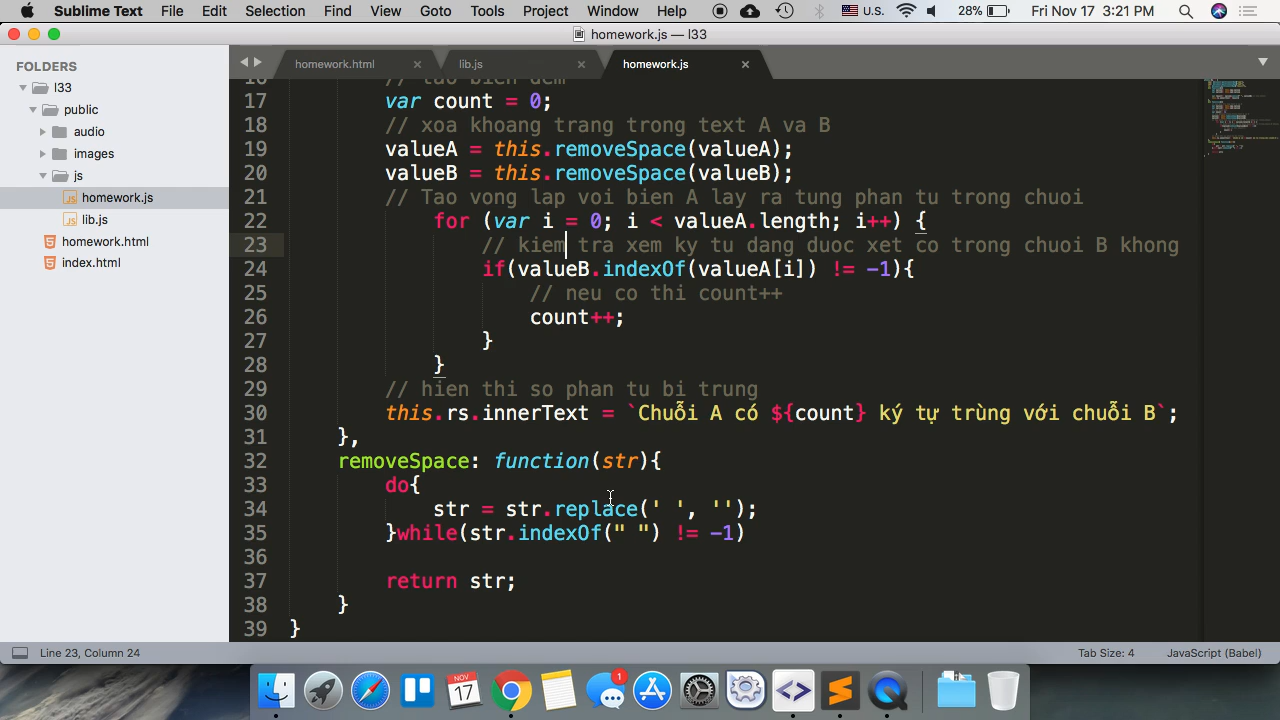 Sublime Text File Edit Selection Find View Goto Tools Project Window Help U.S. 28% Fri Nov 17 3:21 PM
homework.js — l33
FOLDERS
l33
public
audio
images
js
homework.js
lib.js
homework.html
index.html
homework.html lib.js homework.js
16 // tao bien dem
17 var count = 0;
18 // xoa khoang trang trong text A va B
19 valueA = this.removeSpace(valueA);
20 valueB = this.removeSpace(valueB);
21 // Tao vong lap voi bien A lay ra tung phan tu trong chuoi
22 for (var i = 0; i < valueA.length; i++) {
23 // kiem tra xem ky tu dang duoc xet co trong chuoi B khong
24 if(valueB.indexOf(valueA[i]) != -1){
25 // neu co thi count++
26 count++;
27 }
28 }
29 // hien thi so phan tu bi trung
30 this.rs.innerText = `Chuỗi A có ${count} ký tự trùng với chuỗi B`;
31 },
32 removeSpace: function(str){
33 do{
34 str = str.replace(' ', '');
35 }while(str.indexOf(" ") != -1)
36
37 return str;
38 }
39 }
Line 23, Column 24 Tab Size: 4 JavaScript (Babel)
NOV
17
1